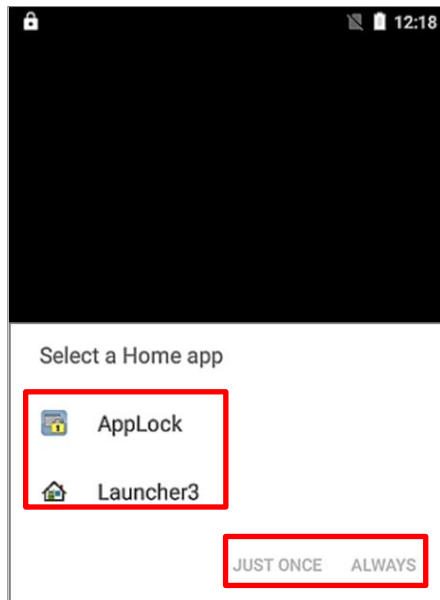 12:18
Select a Home app
AppLock
Launcher3
JUST ONCE ALWAYS